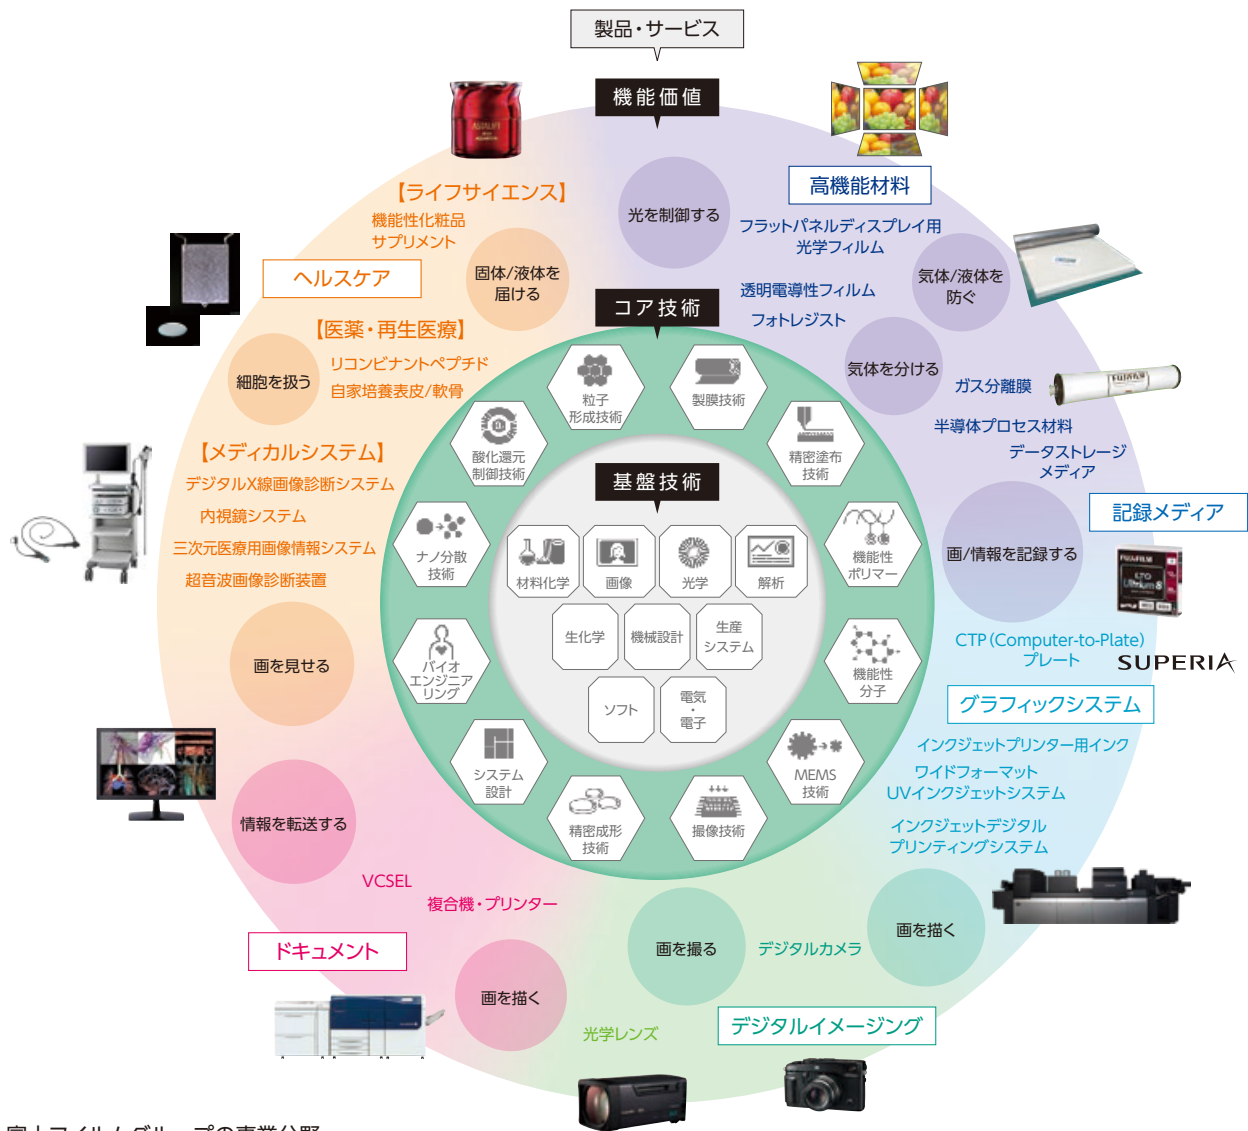 製品・サービス
機能価値
ASTALIFT
光を制御する
高機能材料
フラットパネルディスプレイ用
光学フィルム
透明電導性フィルム
フォトレジスト
気体/液体を
防ぐ
気体を分ける
FUJIFILM
ガス分離膜
半導体プロセス材料
データストレージ
メディア
記録メディア
画/情報を記録する
FUJIFILM
LTO
Ultrium 8
CTP(Computer-to-Plate)
プレート
SUPERIA
グラフィックシステム
インクジェットプリンター用インク
ワイドフォーマット
UVインクジェットシステム
インクジェットデジタル
プリンティングシステム
画を描く
デジタルカメラ
画を撮る
デジタルイメージング
光学レンズ
【ライフサイエンス】
機能性化粧品
サプリメント
ヘルスケア
固体/液体を
届ける
【医薬・再生医療】
リコンビナントペプチド
自家培養表皮/軟骨
細胞を扱う
【メディカルシステム】
デジタルX線画像診断システム
内視鏡システム
三次元医療用画像情報システム
超音波画像診断装置
画を見せる
情報を転送する
VCSEL
複合機・プリンター
ドキュメント
画を描く
コア技術
粒子
形成技術
製膜技術
酸化還元
制御技術
精密塗布
技術
ナノ分散
技術
機能性
ポリマー
バイオ
エンジニア
リング
機能性
分子
システム
設計
MEMS
技術
精密成形
技術
撮像技術
基盤技術
材料化学
画像
光学
解析
生化学
機械設計
生産
システム
ソフト
電気
・
電子
富士フイルムグループの事業分野